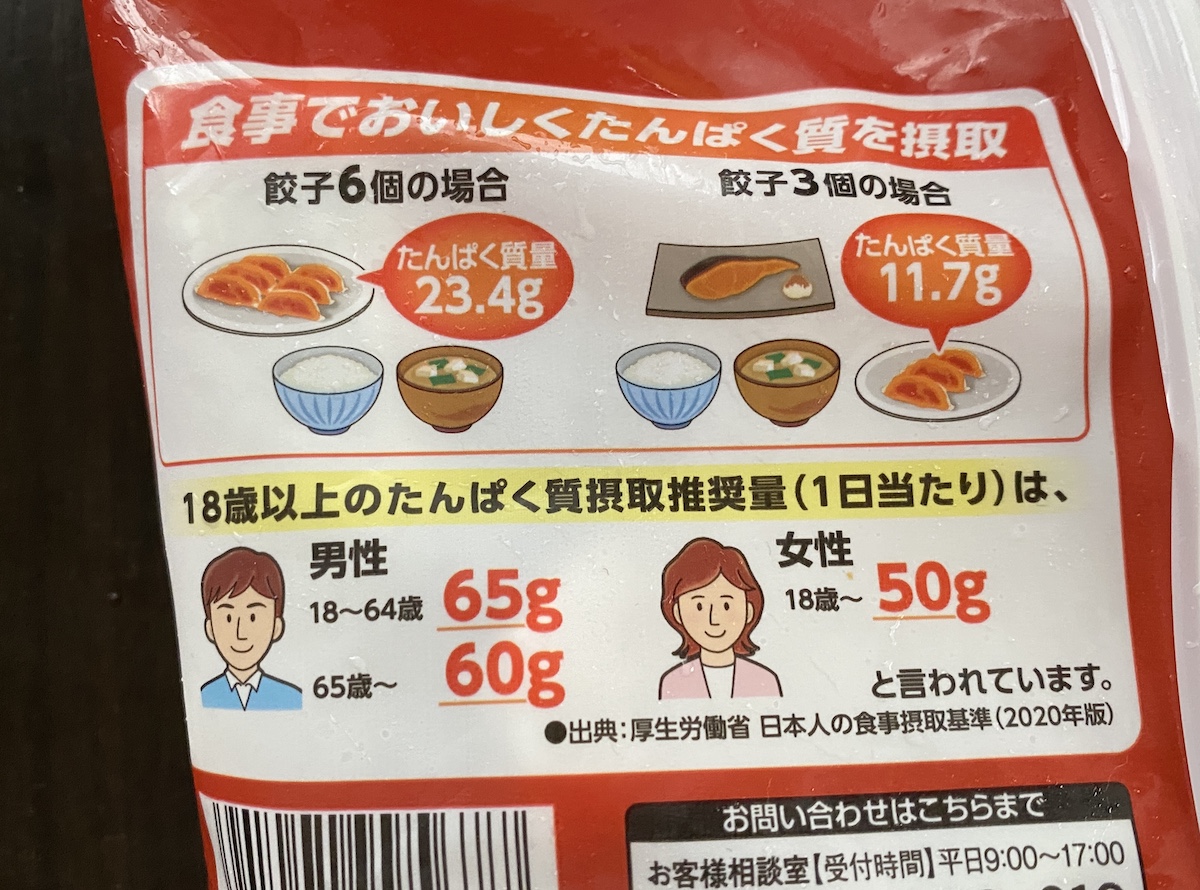 食事でおいしくたんぱく質を摂取
餃子6個の場合
たんぱく質量
23.4g
餃子3個の場合
たんぱく質量
11.7g
18歳以上のたんぱく質摂取推奨量(1日当たり)は、
男性
18〜64歳 65g
65歳〜 60g
女性
18歳〜 50g
と言われています。
●出典:厚生労働省 日本人の食事摂取基準(2020年版)
お問い合わせはこちらまで
お客様相談室【受付時間】平日9:00〜17:00